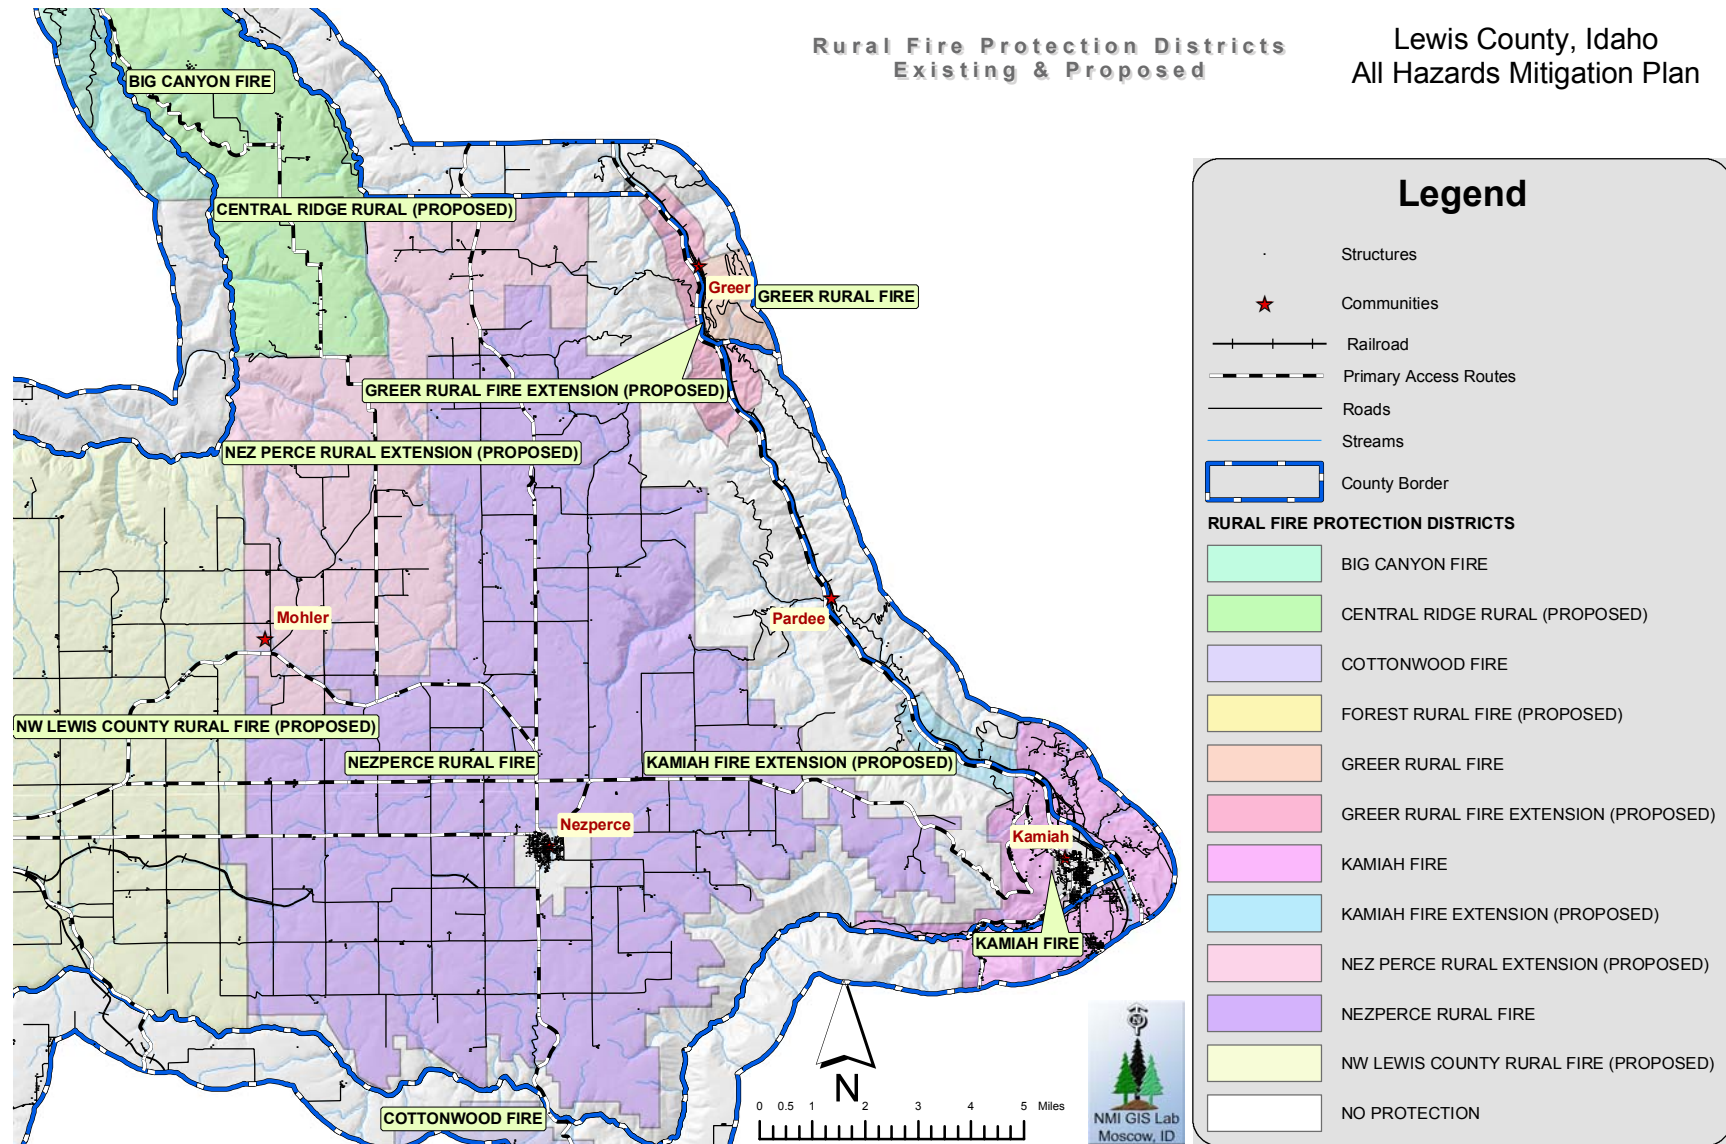 Rural Fire Protection Districts
Existing & Proposed
Lewis County, Idaho
All Hazards Mitigation Plan
BIG CANYON FIRE
CENTRAL RIDGE RURAL (PROPOSED)
Greer
GREER RURAL FIRE
GREER RURAL FIRE EXTENSION (PROPOSED)
NEZ PERCE RURAL EXTENSION (PROPOSED)
Mohler
Pardee
NW LEWIS COUNTY RURAL FIRE (PROPOSED)
NEZPERCE RURAL FIRE
KAMIAH FIRE EXTENSION (PROPOSED)
Nezperce
Kamiah
KAMIAH FIRE
COTTONWOOD FIRE
N
0 0.5 1 2 3 4 5 Miles
N
NMI GIS Lab
Moscow, ID
Legend
Structures
Communities
Railroad
Primary Access Routes
Roads
Streams
County Border
RURAL FIRE PROTECTION DISTRICTS
BIG CANYON FIRE
CENTRAL RIDGE RURAL (PROPOSED)
COTTONWOOD FIRE
FOREST RURAL FIRE (PROPOSED)
GREER RURAL FIRE
GREER RURAL FIRE EXTENSION (PROPOSED)
KAMIAH FIRE
KAMIAH FIRE EXTENSION (PROPOSED)
NEZ PERCE RURAL EXTENSION (PROPOSED)
NEZPERCE RURAL FIRE
NW LEWIS COUNTY RURAL FIRE (PROPOSED)
NO PROTECTION